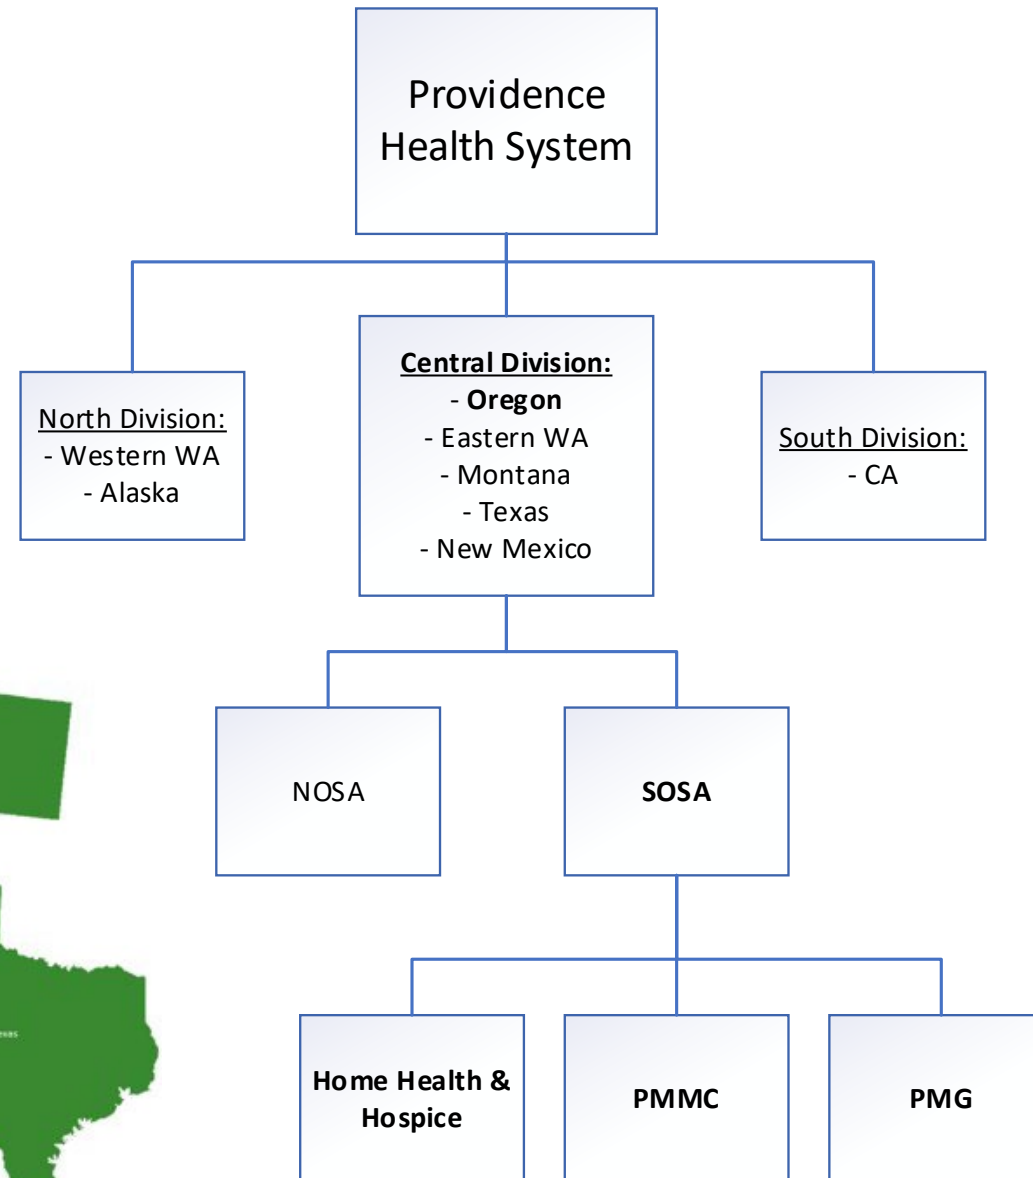 Providence
Health System
North Division:
- Western WA
- Alaska
Central Division:
- Oregon
- Eastern WA
- Montana
- Texas
- New Mexico
South Division:
- CA
NOSA
SOSA
Home Health &
Hospice
PMMC
PMG